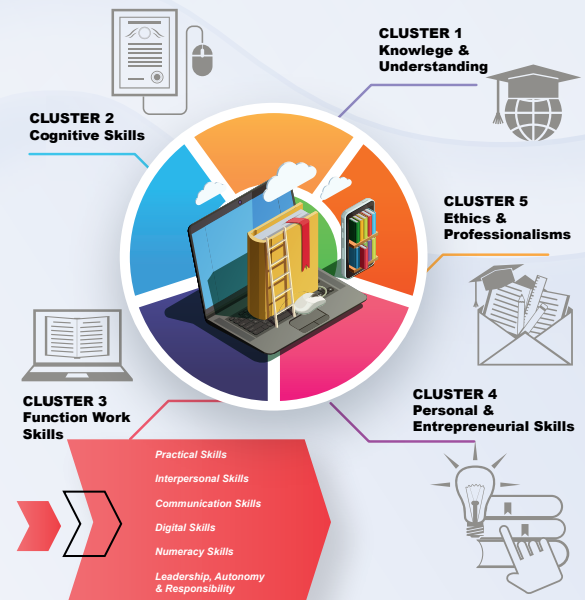 CLUSTER 1
Knowlege &
Understanding
CLUSTER 2
Cognitive Skills
CLUSTER 5
Ethics &
Professionalisms
CLUSTER 3
Function Work
Skills
CLUSTER 4
Personal &
Entrepreneurial Skills
Practical Skills
Interpersonal Skills
Communication Skills
Digital Skills
Numeracy Skills
Leadership, Autonomy
& Responsibility